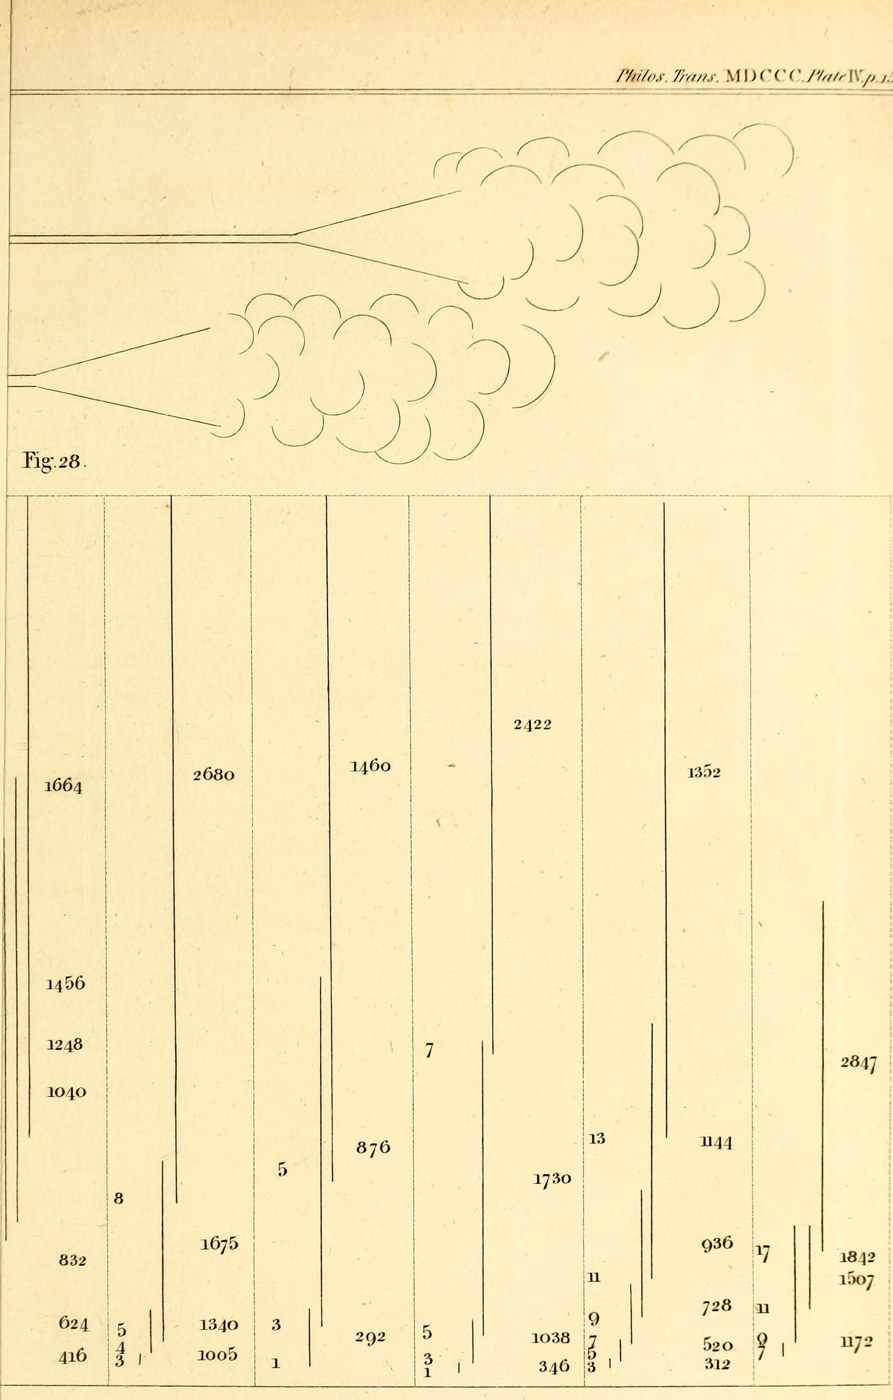 Philos. Trans. MDCCC. Plate IV. p.
Fig. 28.
2422
1664 2680 1460 1352
1456
1248 7 2847
1040
876 13 1144
5 1730
8
832 1675 11 936 17 1842
1507
624 5 1340 3 292 5 1038 9 728 11 1172
416 4 1005 1 3 346 7 520 9
3 1 5 312 7
3